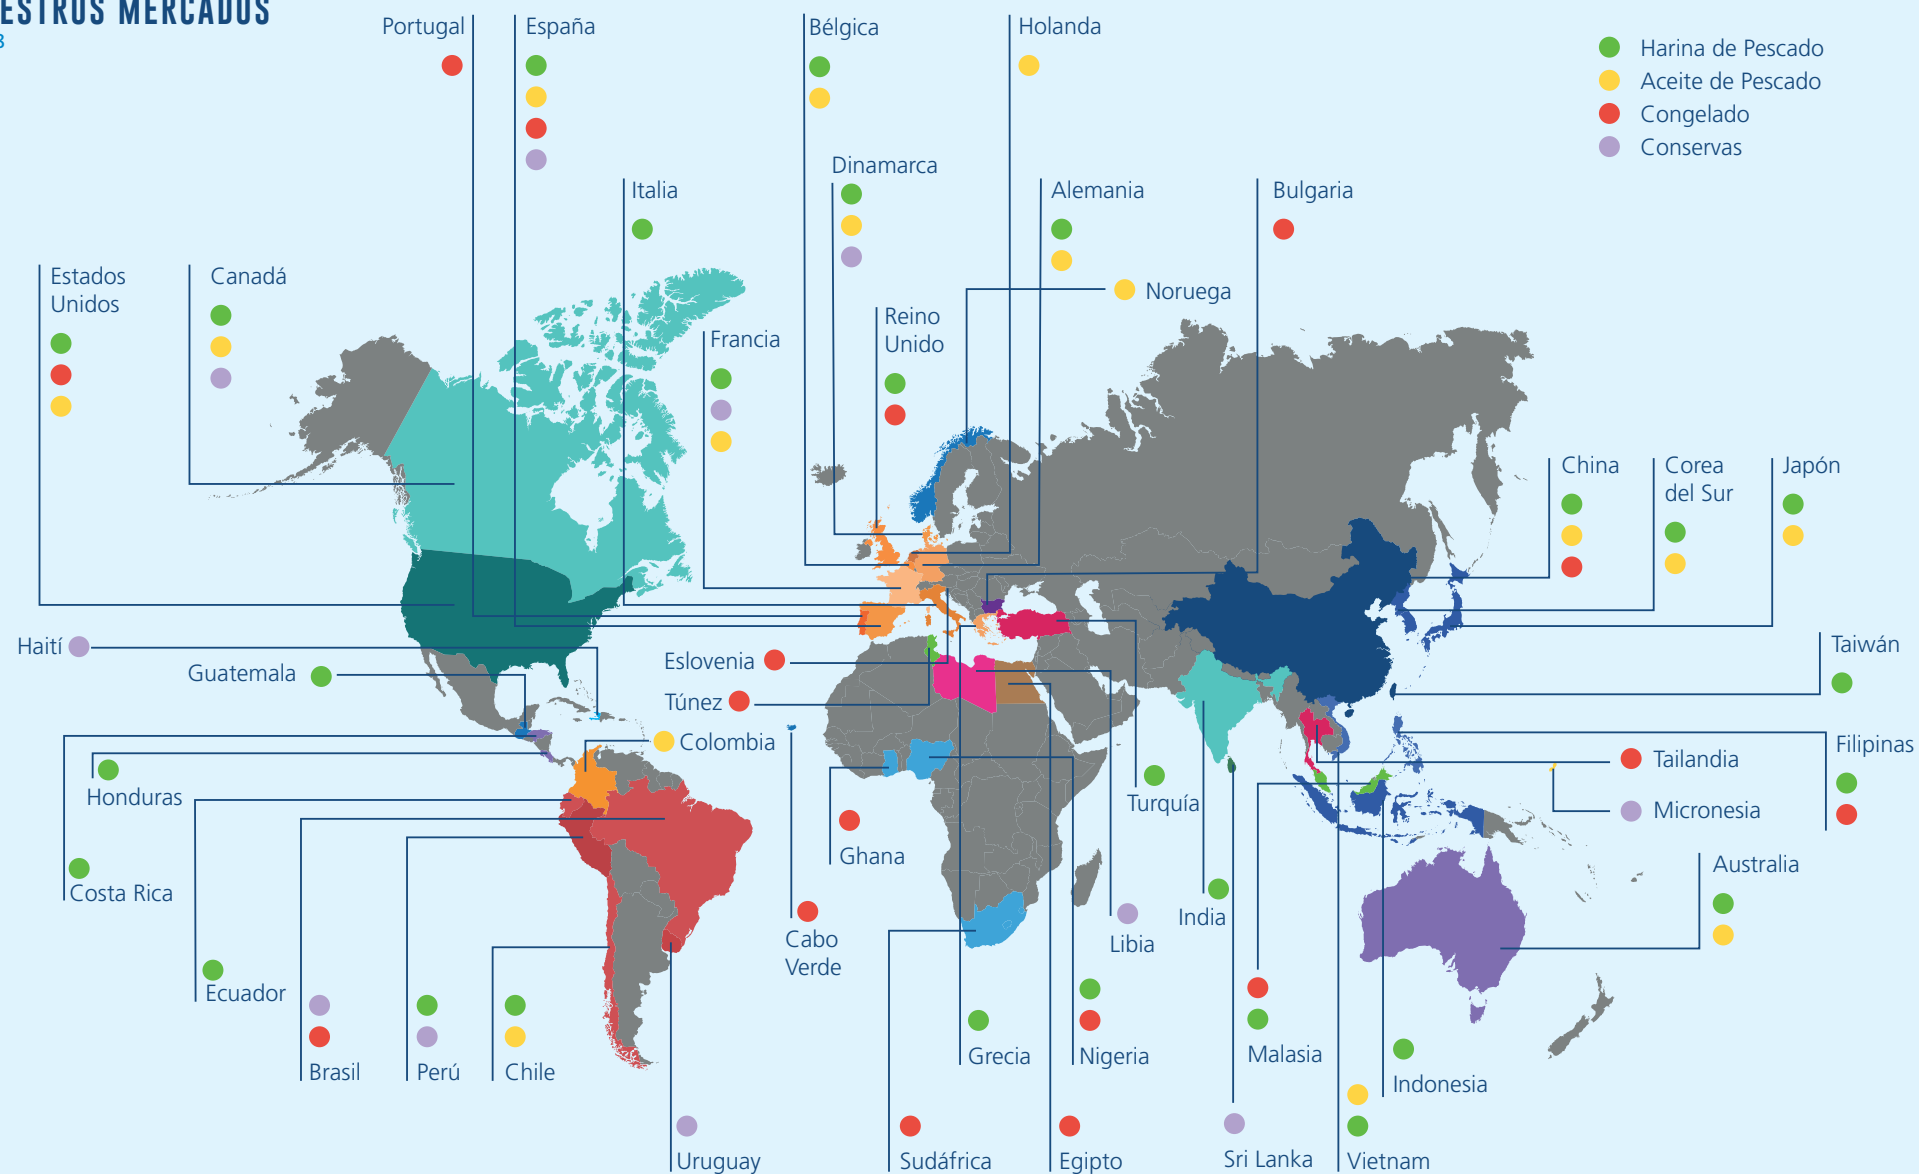 ESTROS MERCADOS
Portugal
España
Bélgica
Holanda
Harina de Pescado
Aceite de Pescado
Congelado
Conservas
Dinamarca
Italia
Alemania
Bulgaria
Estados
Unidos
Canadá
Noruega
Reino
Unido
Francia
China
Corea
del Sur
Japón
Haití
Guatemala
Eslovenia
Túnez
Taiwán
Colombia
Filipinas
Tailandia
Honduras
Turquía
Micronesia
Ghana
Australia
Costa Rica
India
Cabo
Verde
Libia
Ecuador
Brasil
Perú
Chile
Grecia
Nigeria
Malasia
Indonesia
Uruguay
Sudáfrica
Egipto
Sri Lanka
Vietnam